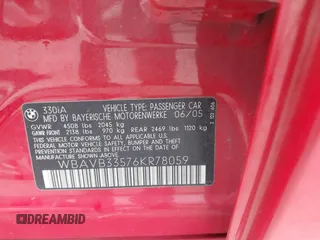 330iA
VEHICLE TYPE: PASSENGER CAR
MFD BY BAYERISCHE MOTORENWERKE 06/05
GVWR 4508 lbs 2045 kg
GAWR FRONT 2138 lbs 970 kg REAR 2469 lbs 1120 kg
THIS VEHICLE CONFORMS TO ALL APPLICABLE FEDERAL
MOTOR VEHICLE SAFETY, BUMPER, AND THEFT PREVENTION
STANDARDS IN EFFECT ON THE DATE OF MANUFACTURE
SHOWN ABOVE.
WBAVB33576KR78059
DREAMBID